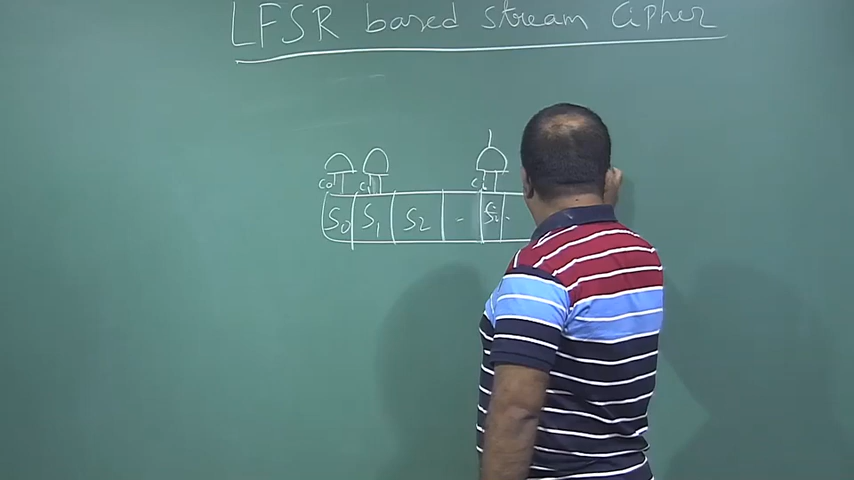 LFSR based stream Cipher
C0 C1 Ci
S0 S1 S2 - Si -